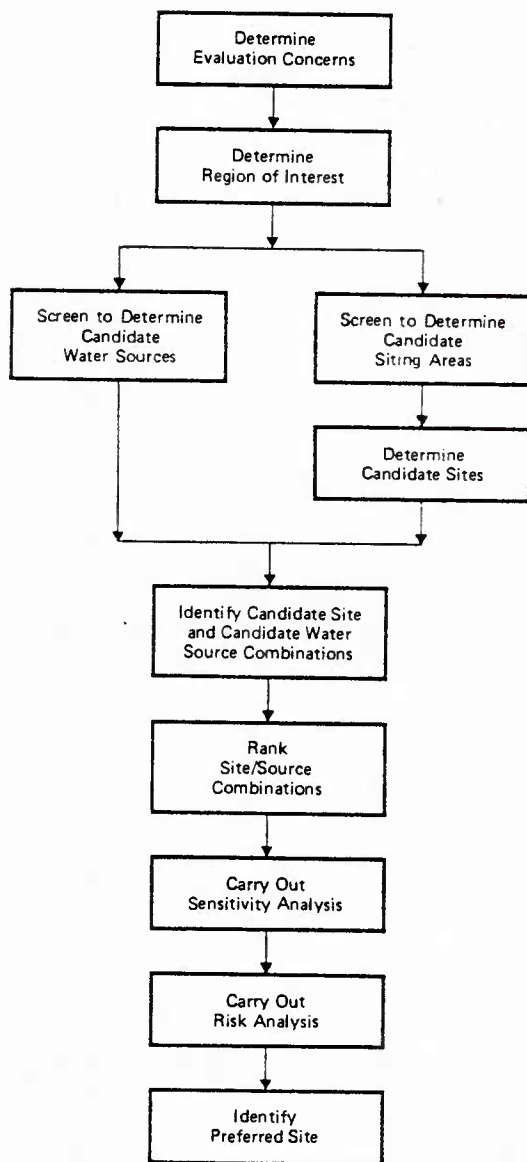 Determine
Evaluation Concerns
Determine
Region of Interest
Screen to Determine
Candidate
Water Sources
Screen to Determine
Candidate
Siting Areas
Determine
Candidate Sites
Identify Candidate Site
and Candidate Water
Source Combinations
Rank
Site/Source
Combinations
Carry Out
Sensitivity Analysis
Carry Out
Risk Analysis
Identify
Preferred Site